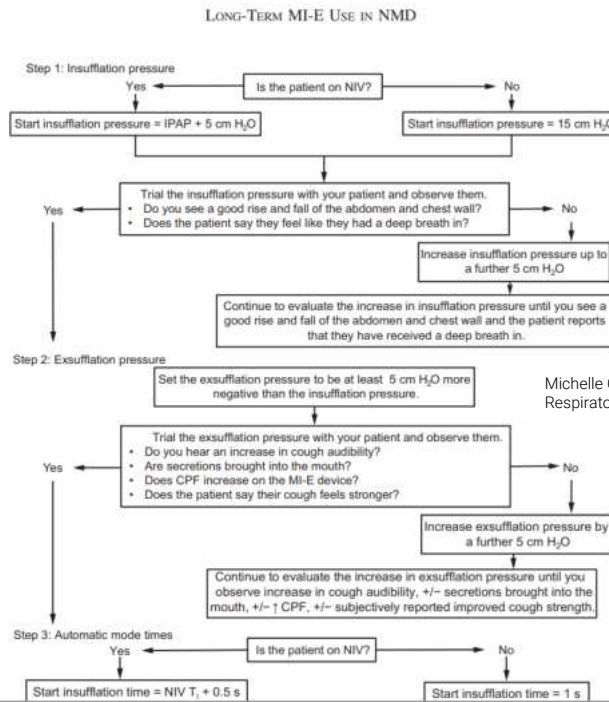 LONG-TERM MI-E USE IN NMD
Step 1: Insufflation pressure
Is the patient on NIV?
Yes
No
Start insufflation pressure = IPAP + 5 cm H₂O
Start insufflation pressure = 15 cm H₂O
Trial the insufflation pressure with your patient and observe them.
• Do you see a good rise and fall of the abdomen and chest wall?
• Does the patient say they feel like they had a deep breath in?
Yes
No
Increase insufflation pressure up to
a further 5 cm H₂O
Continue to evaluate the increase in insufflation pressure until you see a
good rise and fall of the abdomen and chest wall and the patient reports
that they have received a deep breath in.
Step 2: Exsufflation pressure
Set the exsufflation pressure to be at least 5 cm H₂O more
negative than the insufflation pressure.
Michelle
Trial the exsufflation pressure with your patient and observe them.
• Do you hear an increase in cough audibility?
• Are secretions brought into the mouth?
• Does CPF increase on the MI-E device?
• Does the patient say their cough feels stronger?
Yes
No
Increase exsufflation pressure by
a further 5 cm H₂O
Continue to evaluate the increase in exsufflation pressure until you
observe increase in cough audibility, +/− secretions brought into the
mouth, +/− ↑ CPF, +/− subjectively reported improved cough strength.
Step 3: Automatic mode times
Is the patient on NIV?
Yes
No
Start insufflation time = NIV Tᵢ + 0.5 s
Start insufflation time = 1 s